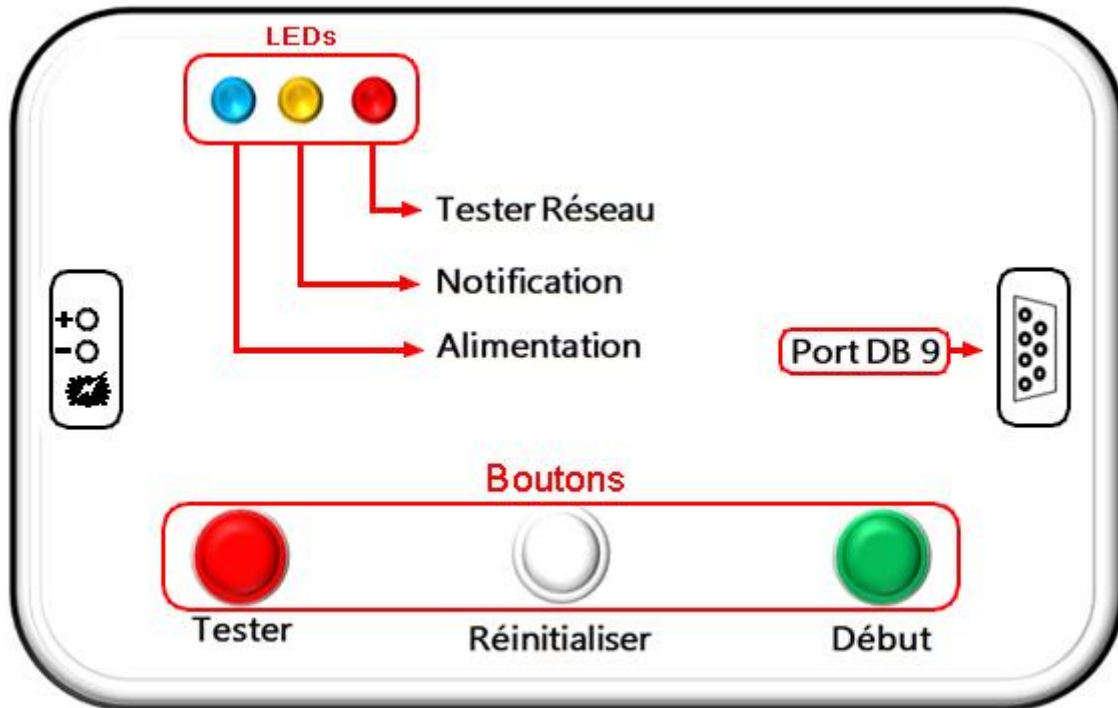 LEDs
Tester Réseau
Notification
Alimentation
+
-
Port DB 9
Boutons
Tester
Réinitialiser
Début